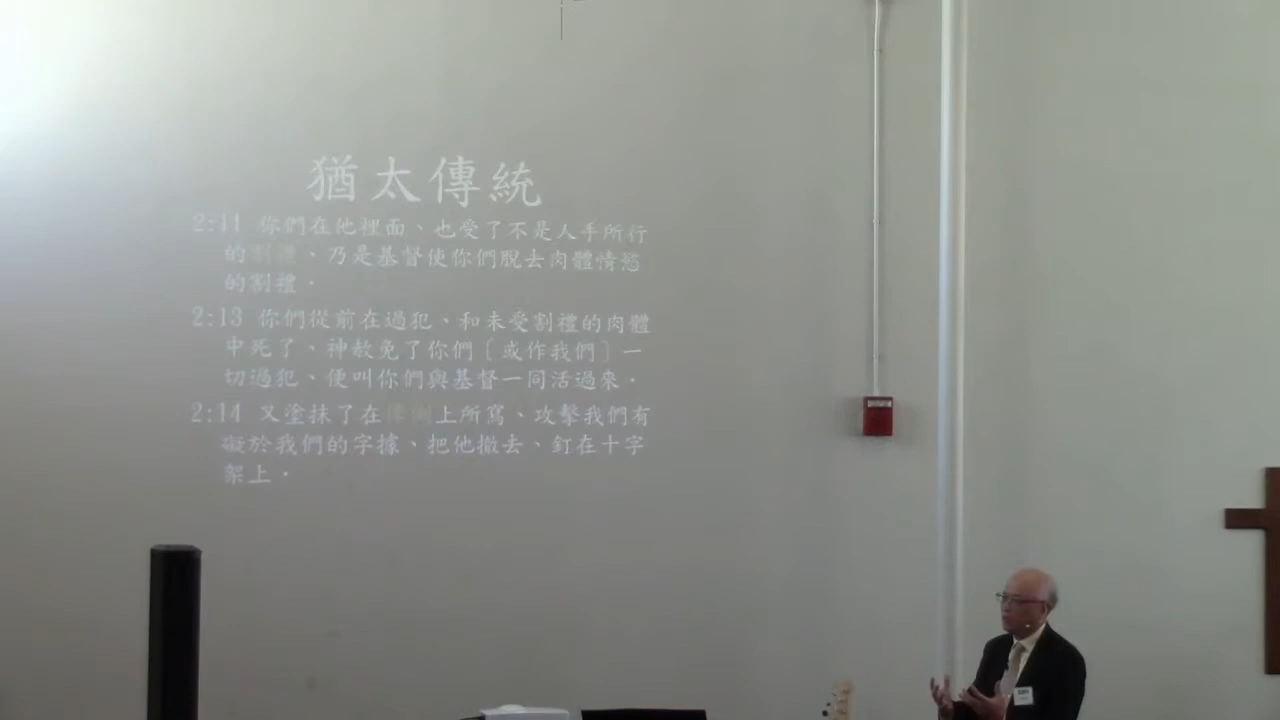 猶太傳統
2:11 你們在他裡面、也受了不是人手所行
的割禮、乃是基督使你們脫去肉體情慾
的割禮．
2:13 你們從前在過犯、和未受割禮的肉體
中死了、神赦免了你們〔或作我們〕一
切過犯、便叫你們與基督一同活過來．
2:14 又塗抹了在律例上所寫、攻擊我們有
礙於我們的字據、把他撤去、釘在十字
架上．